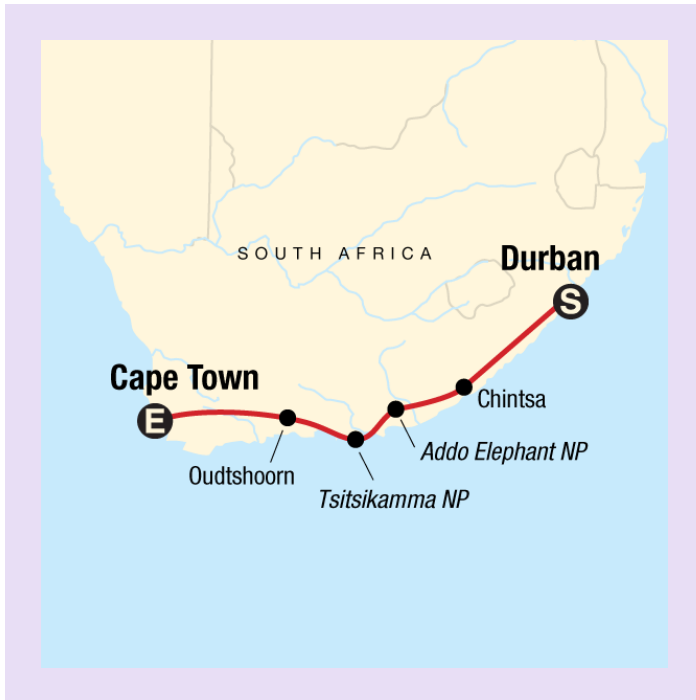 SOUTH AFRICA
Durban
S
Cape Town
E
Chintsa
Addo Elephant NP
Oudtshoorn
Tsitsikamma NP